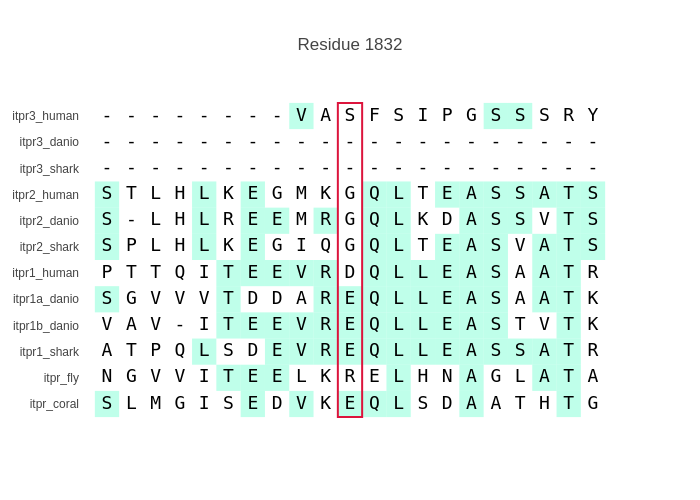 Residue 1832
itpr3_human - - - - - - - - V A S F S I P G S S S R Y
itpr3_danio - - - - - - - - - - - - - - - - - - - - -
itpr3_shark - - - - - - - - - - - - - - - - - - - - -
itpr2_human S T L H L K E G M K G Q L T E A S S A T S
itpr2_danio S - L H L R E E M R G Q L K D A S S V T S
itpr2_shark S P L H L K E G I Q G Q L T E A S V A T S
itpr1_human P T T Q I T E E V R D Q L L E A S A A T R
itpr1a_danio S G V V V T D D A R E Q L L E A S A A T K
itpr1b_danio V A V - I T E E V R E Q L L E A S T V T K
itpr1_shark A T P Q L S D E V R E Q L L E A S S A T R
itpr_fly N G V V I T E E L K R E L H N A G L A T A
itpr_coral S L M G I S E D V K E Q L S D A A T H T G